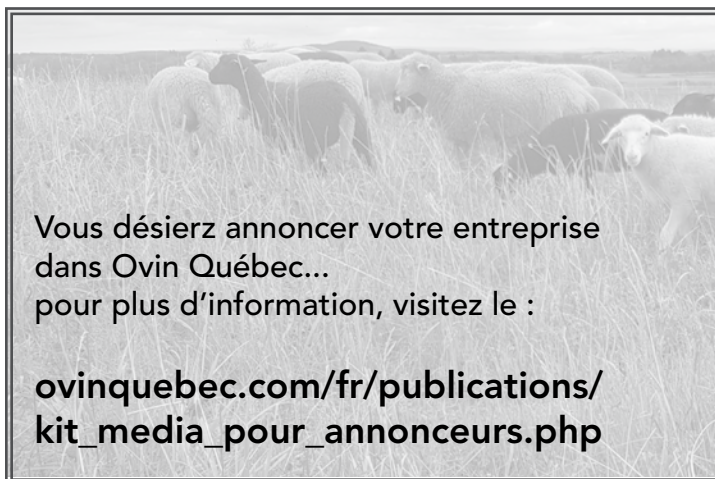 Vous désierz annoncer votre entreprise
dans Ovin Québec...
pour plus d'information, visitez le :
ovinquebec.com/fr/publications/
kit_media_pour_annonceurs.php